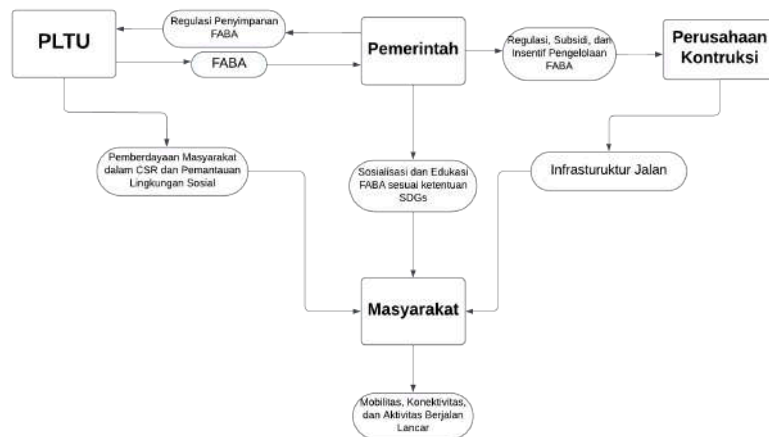 PLTU
Regulasi Penyimpanan
FABA
FABA
Pemerintah
Regulasi, Subsidi, dan
Insentif Pengelolaan
FABA
Perusahaan
Kontruksi
Pemberdayaan Masyarakat
dalam CSR dan Pemantauan
Lingkungan Sosial
Sosialisasi dan Edukasi
FABA sesuai ketentuan
SDGs
Infrasturuktur Jalan
Masyarakat
Mobilitas, Konektivitas,
dan Aktivitas Berjalan
Lancar